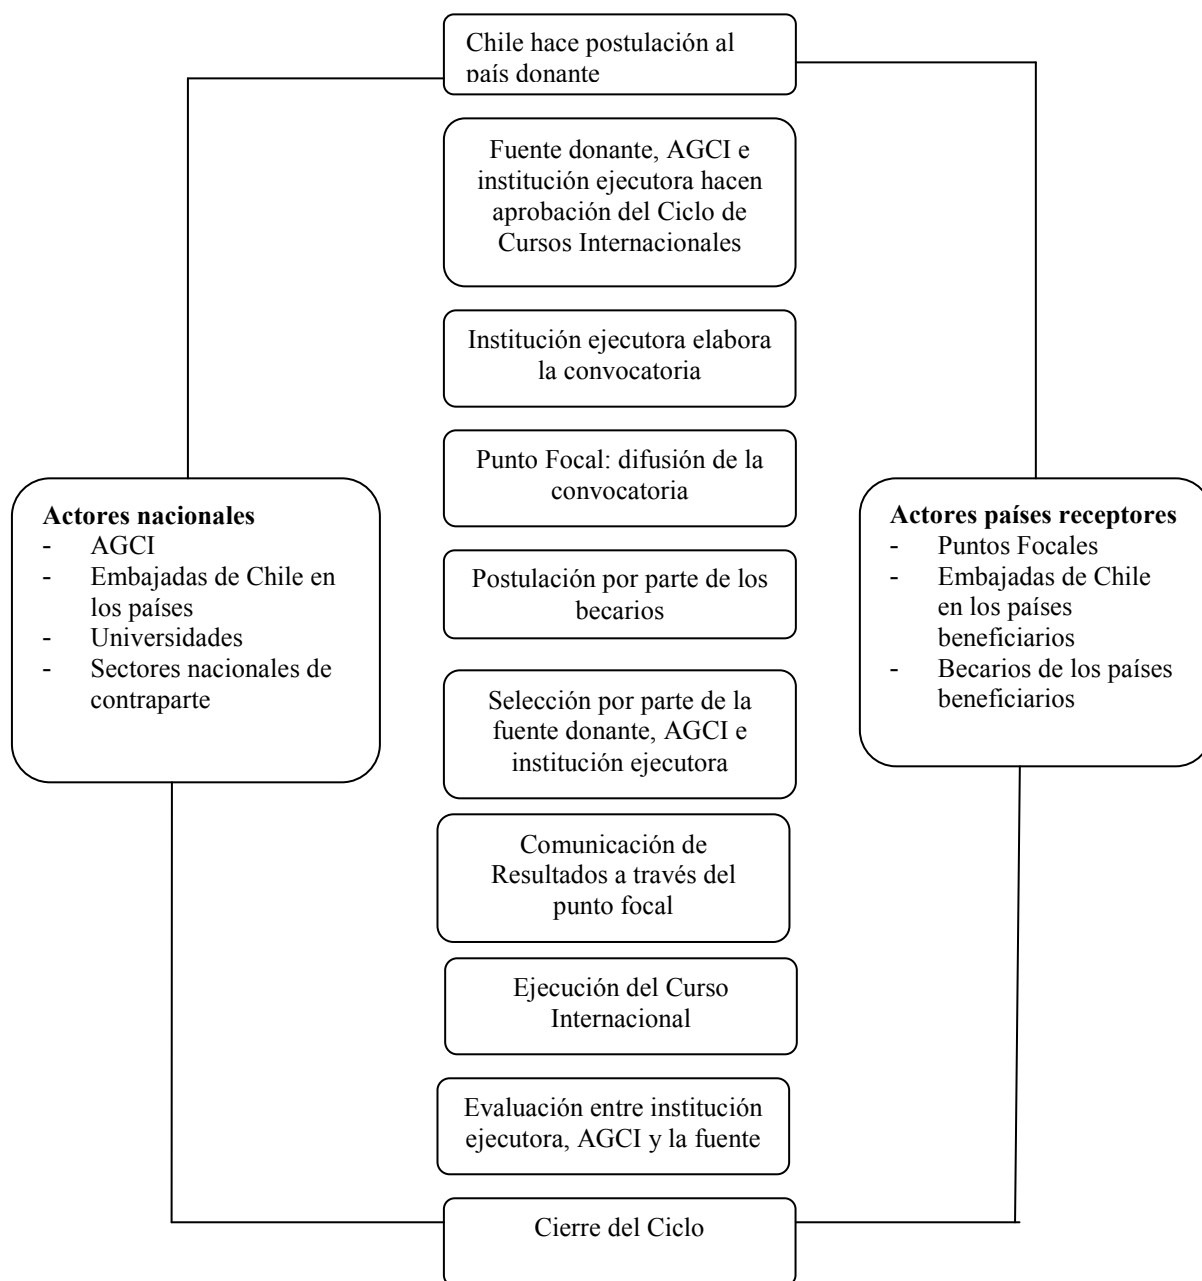 Chile hace postulación al
país donante
Fuente donante, AGCI e
institución ejecutora hacen
aprobación del Ciclo de
Cursos Internacionales
Institución ejecutora elabora
la convocatoria
Punto Focal: difusión de la
convocatoria
Actores nacionales
- AGCI
- Embajadas de Chile en
los países
- Universidades
- Sectores nacionales de
contraparte
Actores países receptores
- Puntos Focales
- Embajadas de Chile
en los países
beneficiarios
- Becarios de los países
beneficiarios
Postulación por parte de los
becarios
Selección por parte de la
fuente donante, AGCI e
institución ejecutora
Comunicación de
Resultados a través del
punto focal
Ejecución del Curso
Internacional
Evaluación entre institución
ejecutora, AGCI y la fuente
Cierre del Ciclo